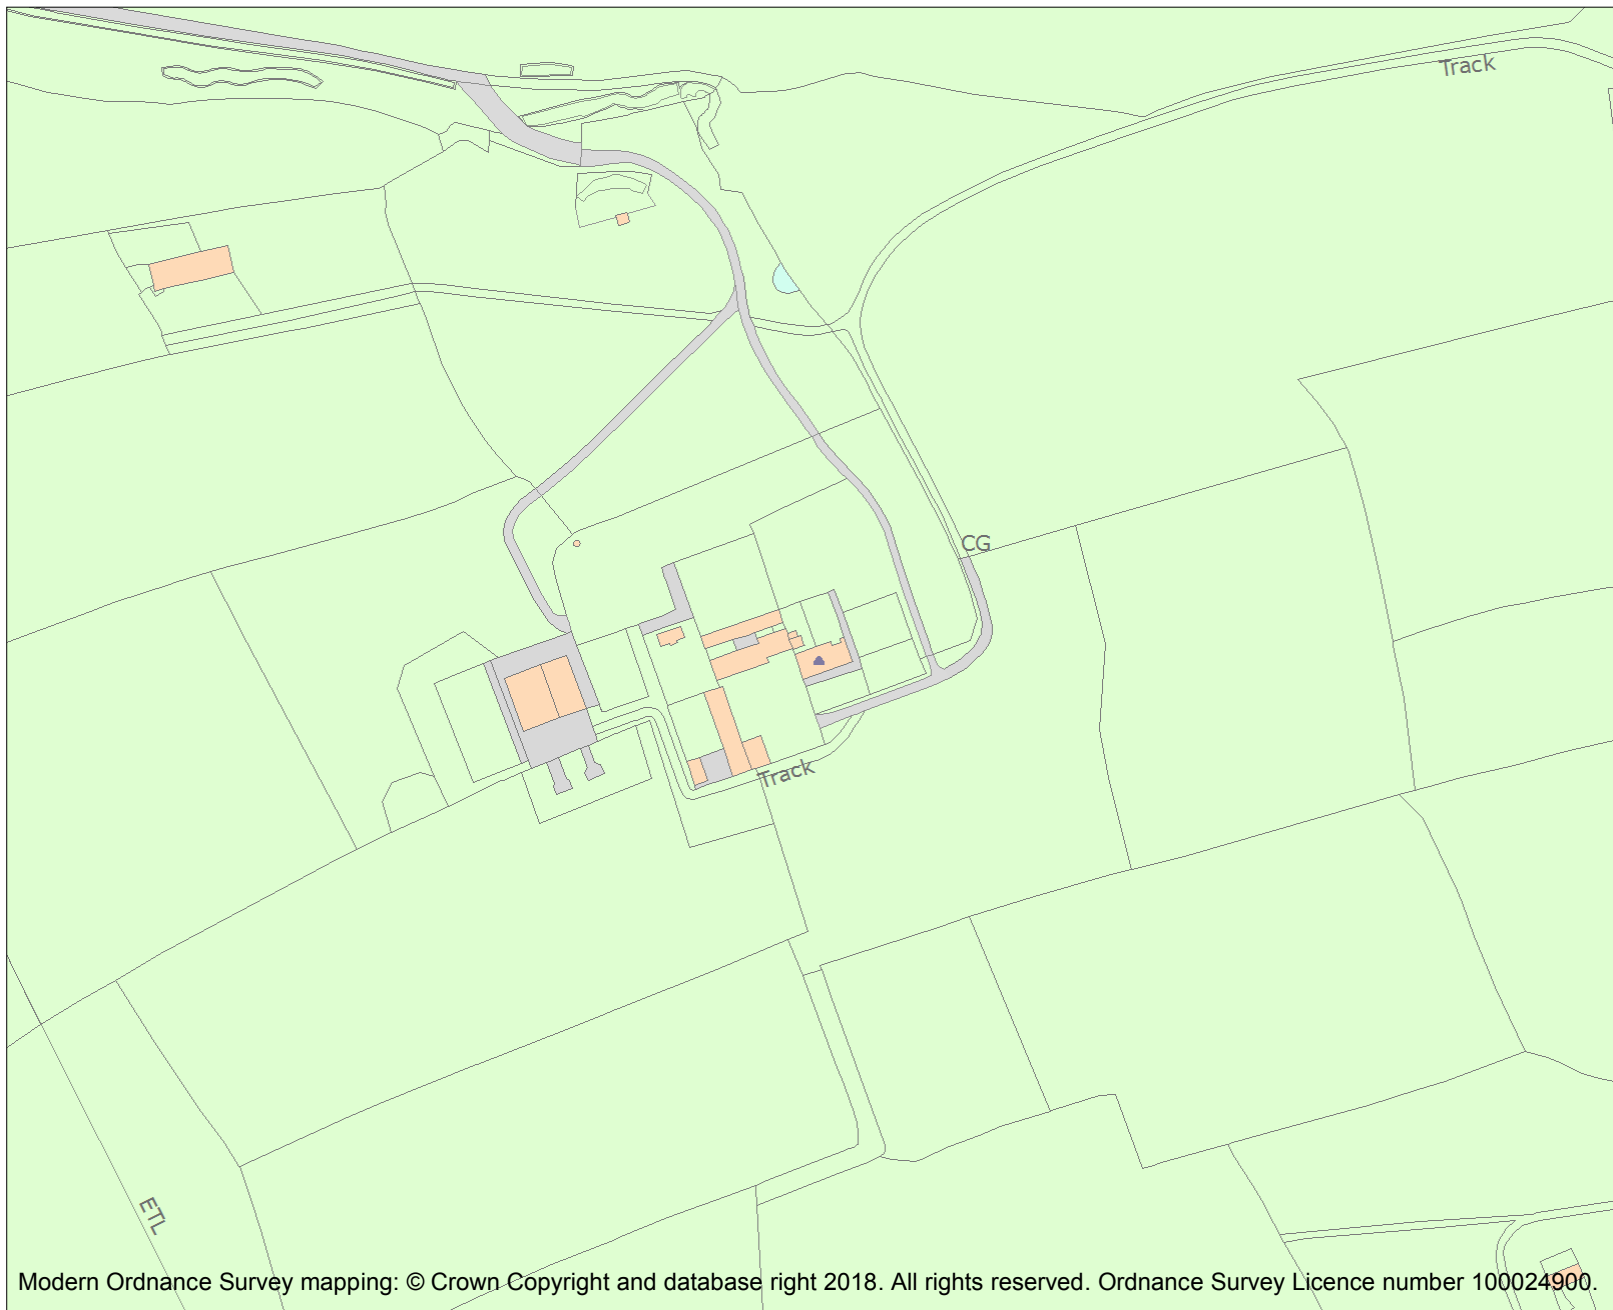 Track
CG
Track
ETL
Modern Ordnance Survey mapping: © Crown Copyright and database right 2018. All rights reserved. Ordnance Survey Licence number 100024900.